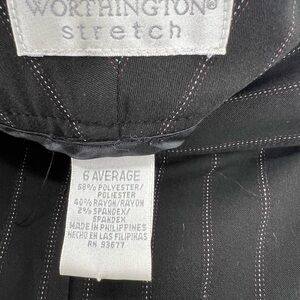 WORTHINGTON®
stretch
6 AVERAGE
58% POLYESTER/
POLIESTER
40% RAYON/RAYON
2% SPANDEX/
SPANDEX
MADE IN PHILIPPINES
HECHO EN LAS FILIPINAS
RN 93677